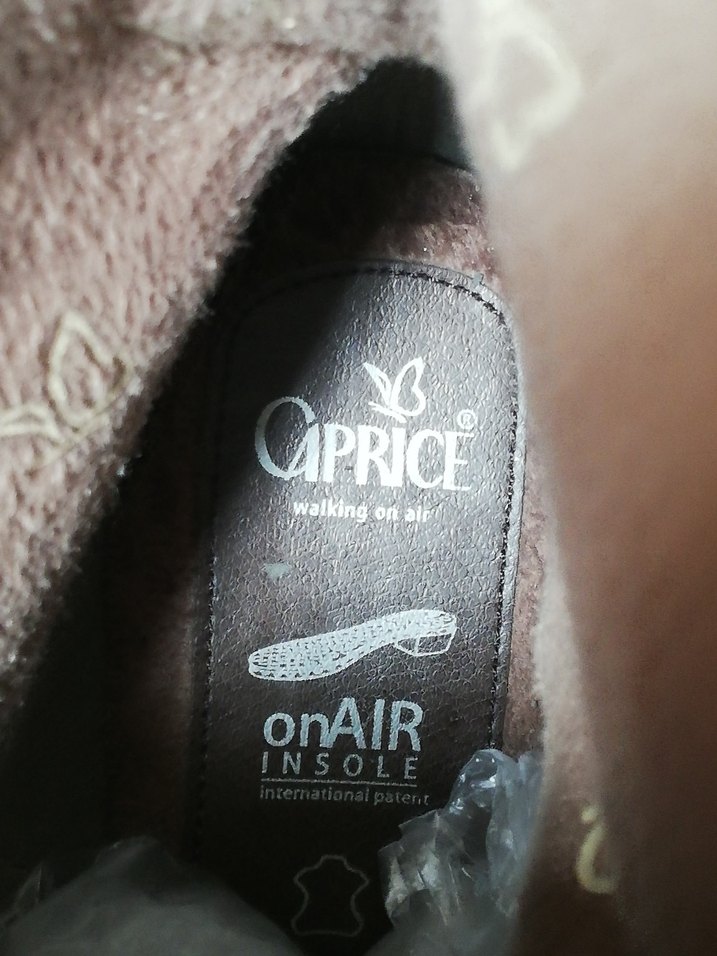 CAPRICE®
walking on air
onAIR
INSOLE
international patent